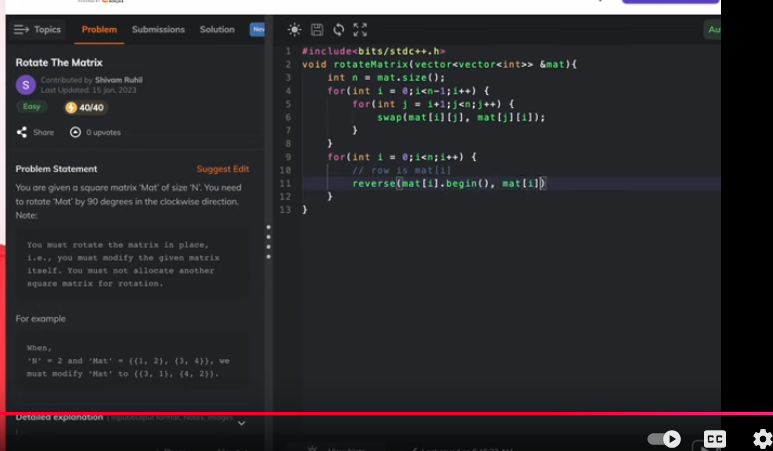 Topics Problem Submissions Solution New
Rotate The Matrix
S Contributed by Shivam Ruhil
Last Updated: 15 jan, 2023
Easy 40/40
Share 0 upvotes
Problem Statement Suggest Edit
You are given a square matrix 'Mat' of size 'N'. You need
to rotate 'Mat' by 90 degrees in the clockwise direction.
Note:
You must rotate the matrix in place,
i.e., you must modify the given matrix
itself. You must not allocate another
square matrix for rotation.
For example
When,
'N' = 2 and 'Mat' = {{1, 2}, {3, 4}}, we
must modify 'Mat' to {{3, 1}, {4, 2}}.
Detailed explanation ( Input/output format, Notes, Images
)
Au
1 #include<bits/stdc++.h>
2 void rotateMatrix(vector<vector<int>> &mat){
3 int n = mat.size();
4 for(int i = 0;i<n-1;i++) {
5 for(int j = i+1;j<n;j++) {
6 swap(mat[i][j], mat[j][i]);
7 }
8 }
9 for(int i = 0;i<n;i++) {
10 // row is mat[i]
11 reverse(mat[i].begin(), mat[i])
12 }
13 }
CC